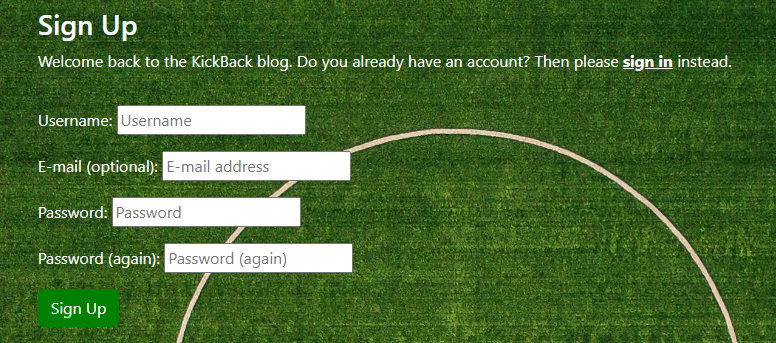 Sign Up
Welcome back to the KickBack blog. Do you already have an account? Then please sign in instead.
Username: Username
E-mail (optional): E-mail address
Password: Password
Password (again): Password (again)
Sign Up